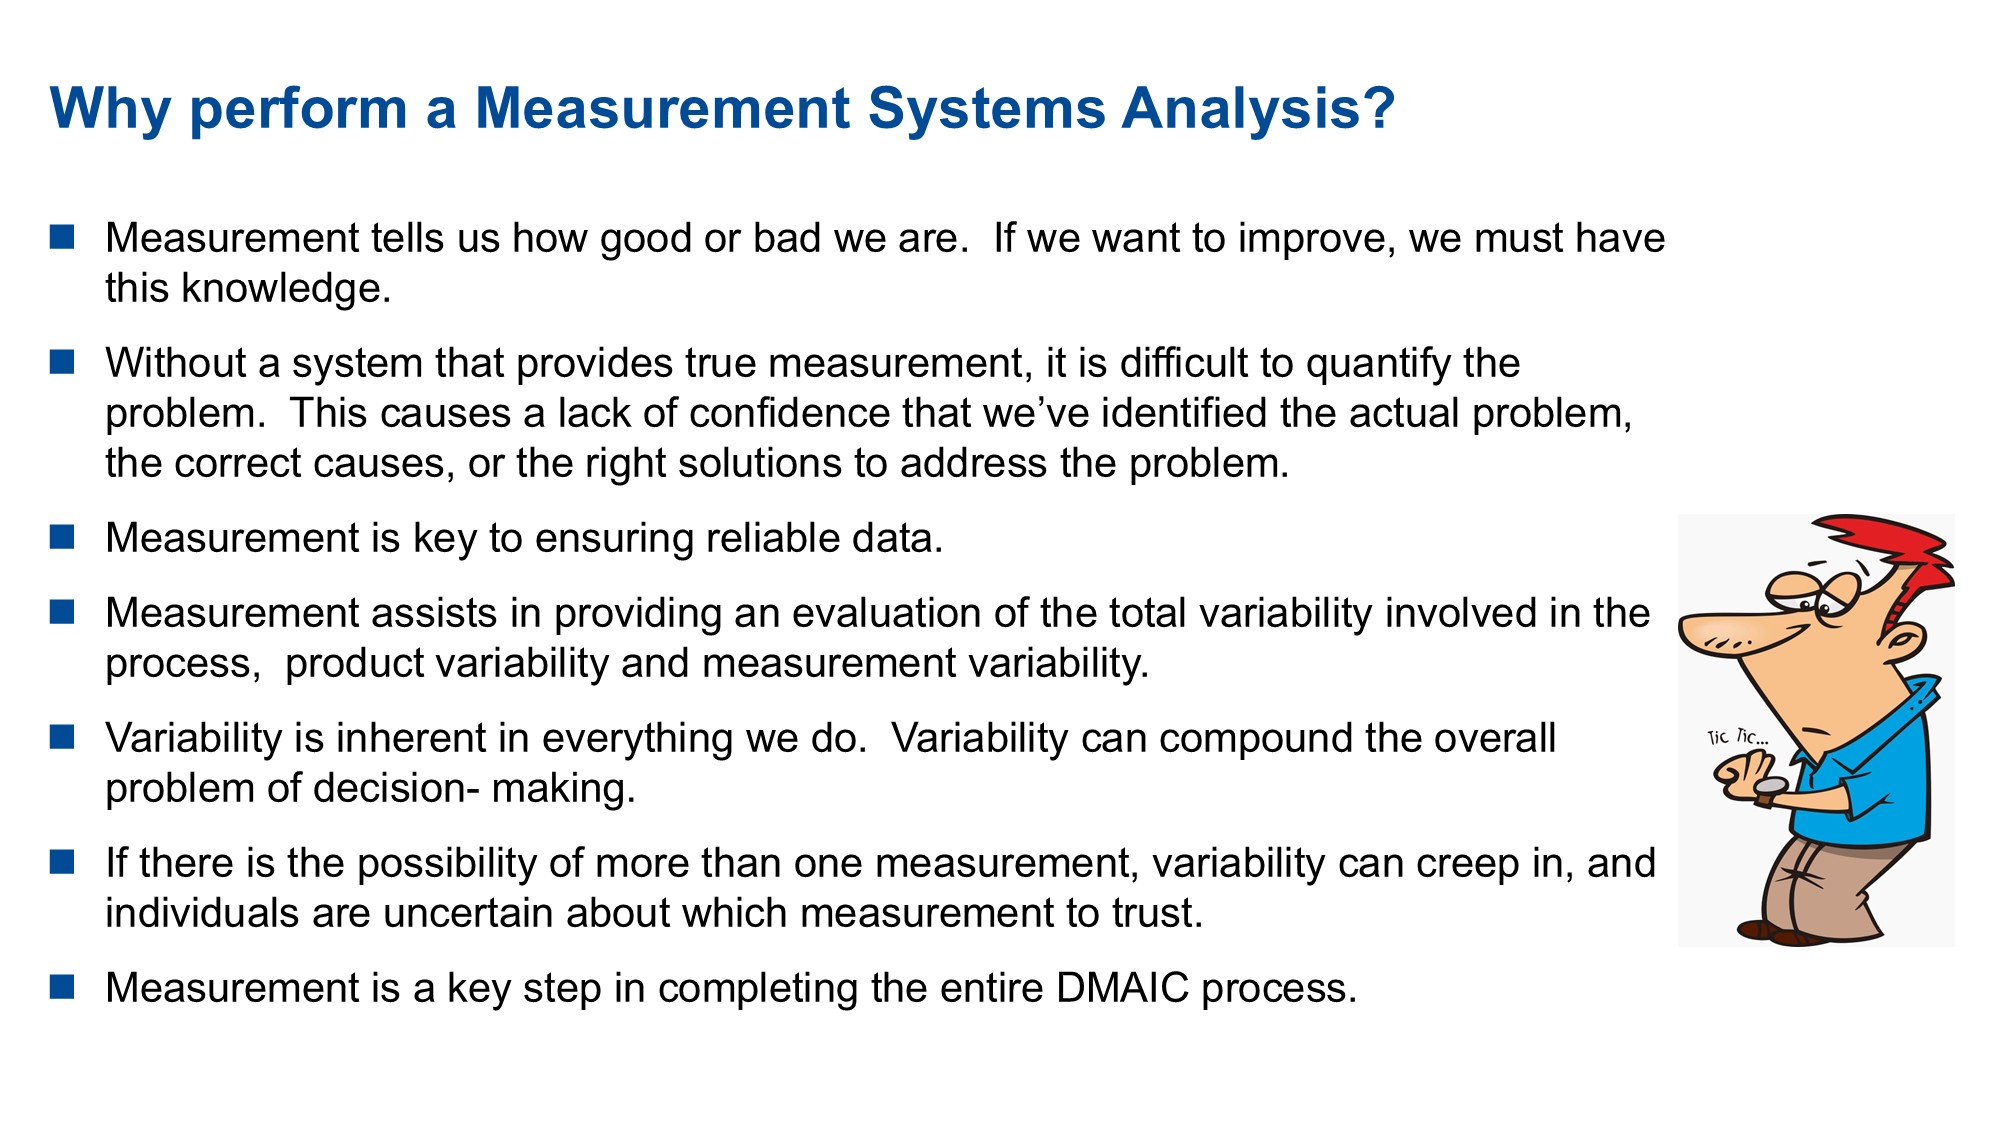 Why perform a Measurement Systems Analysis?
Measurement tells us how good or bad we are.  If we want to improve, we must have
this knowledge.
Without a system that provides true measurement, it is difficult to quantify the
problem.  This causes a lack of confidence that we’ve identified the actual problem,
the correct causes, or the right solutions to address the problem.
Measurement is key to ensuring reliable data.
Measurement assists in providing an evaluation of the total variability involved in the
process,  product variability and measurement variability.
Variability is inherent in everything we do.  Variability can compound the overall
problem of decision- making.
If there is the possibility of more than one measurement, variability can creep in, and
individuals are uncertain about which measurement to trust.
Measurement is a key step in completing the entire DMAIC process.
Tic Tic...